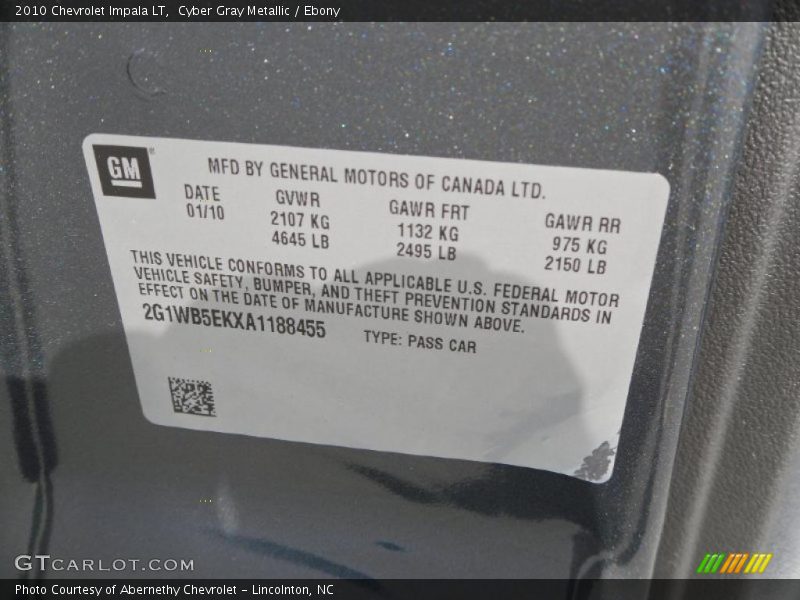 2010 Chevrolet Impala LT, Cyber Gray Metallic / Ebony
GM
MFD BY GENERAL MOTORS OF CANADA LTD.
DATE GVWR GAWR FRT GAWR RR
01/10 2107 KG 1132 KG 975 KG
4645 LB 2495 LB 2150 LB
THIS VEHICLE CONFORMS TO ALL APPLICABLE U.S. FEDERAL MOTOR
VEHICLE SAFETY, BUMPER, AND THEFT PREVENTION STANDARDS IN
EFFECT ON THE DATE OF MANUFACTURE SHOWN ABOVE.
2G1WB5EKXA1188455 TYPE: PASS CAR
GTCARLOT.COM
Photo Courtesy of Abernethy Chevrolet - Lincolnton, NC